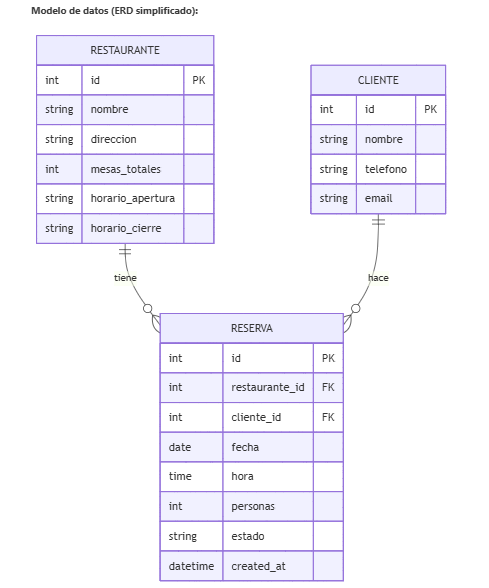 Modelo de datos (ERD simplificado):
RESTAURANTE
int id PK
string nombre
string direccion
int mesas_totales
string horario_apertura
string horario_cierre
CLIENTE
int id PK
string nombre
string telefono
string email
tiene
hace
RESERVA
int id PK
int restaurante_id FK
int cliente_id FK
date fecha
time hora
int personas
string estado
datetime created_at